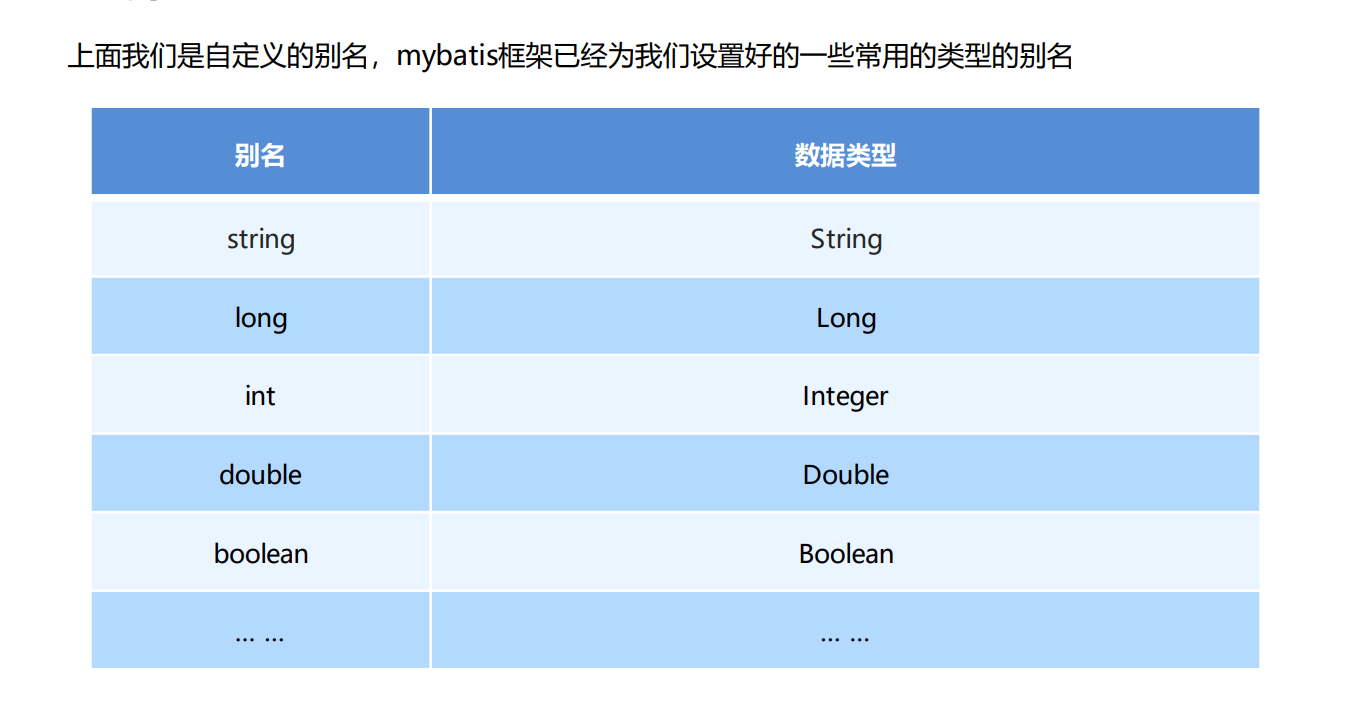 上面我们是自定义的别名，mybatis框架已经为我们设置好的一些常用的类型的别名
别名 数据类型
string String
long Long
int Integer
double Double
boolean Boolean
… … … …